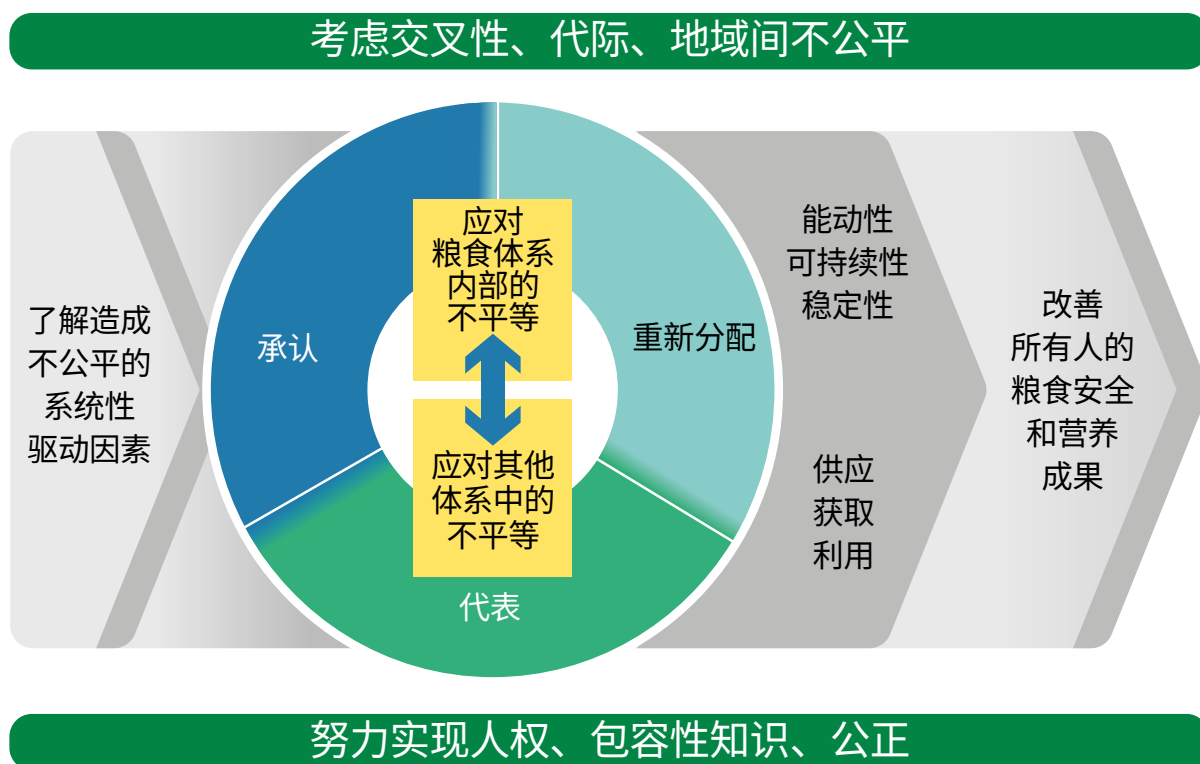 考虑交叉性、代际、地域间不公平
了解造成
不公平的
系统性
驱动因素
承认
应对
粮食体系
内部的
不平等
应对其他
体系中的
不平等
重新分配
代表
能动性
可持续性
稳定性
供应
获取
利用
改善
所有人的
粮食安全
和营养
成果
努力实现人权、包容性知识、公正